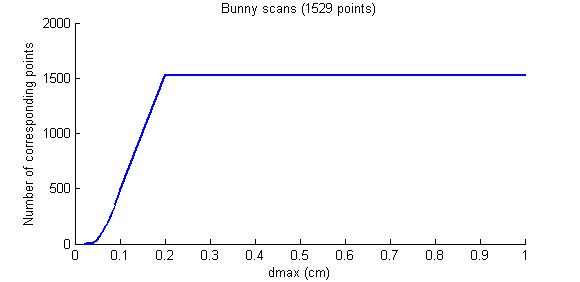 Bunny scans (1529 points)
Number of corresponding points
2000
1500
1000
500
0
0 0.1 0.2 0.3 0.4 0.5 0.6 0.7 0.8 0.9 1
dmax (cm)